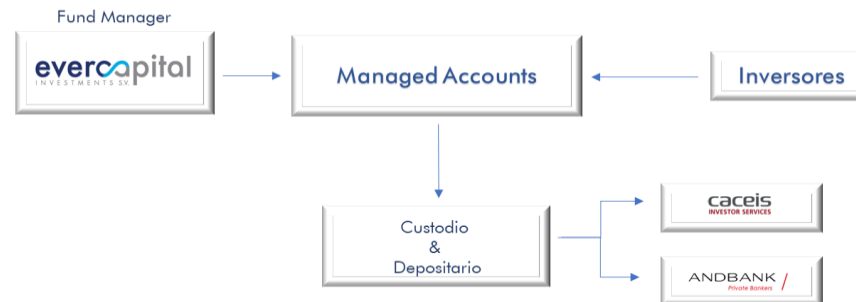 Fund Manager
evercapital
INVESTMENTS S.V.
Managed Accounts
Inversores
Custodio
&
Depositario
caceis
INVESTOR SERVICES
ANDBANK
Private Bankers